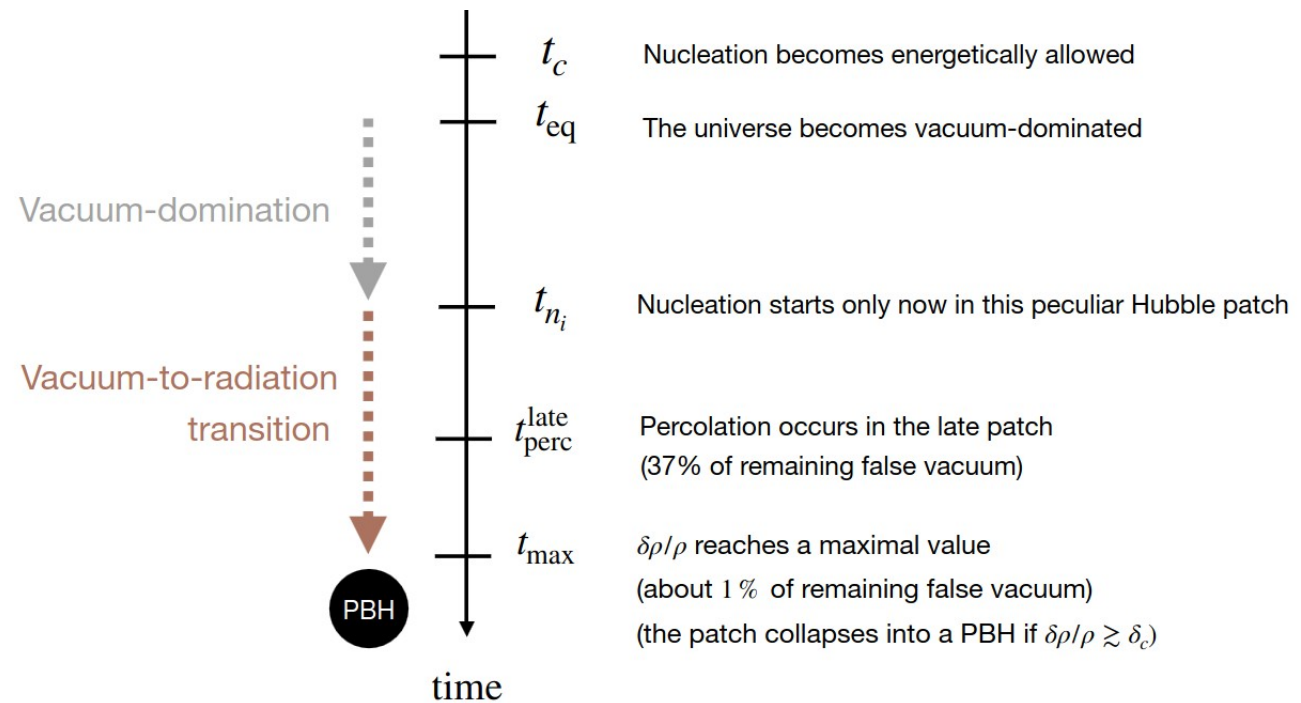 t_c Nucleation becomes energetically allowed
t_eq The universe becomes vacuum-dominated
Vacuum-domination
t_{n_i} Nucleation starts only now in this peculiar Hubble patch
Vacuum-to-radiation
transition
t_perc^late Percolation occurs in the late patch
(37% of remaining false vacuum)
t_max δρ/ρ reaches a maximal value
(about 1 % of remaining false vacuum)
(the patch collapses into a PBH if δρ/ρ ≳ δ_c)
PBH
time